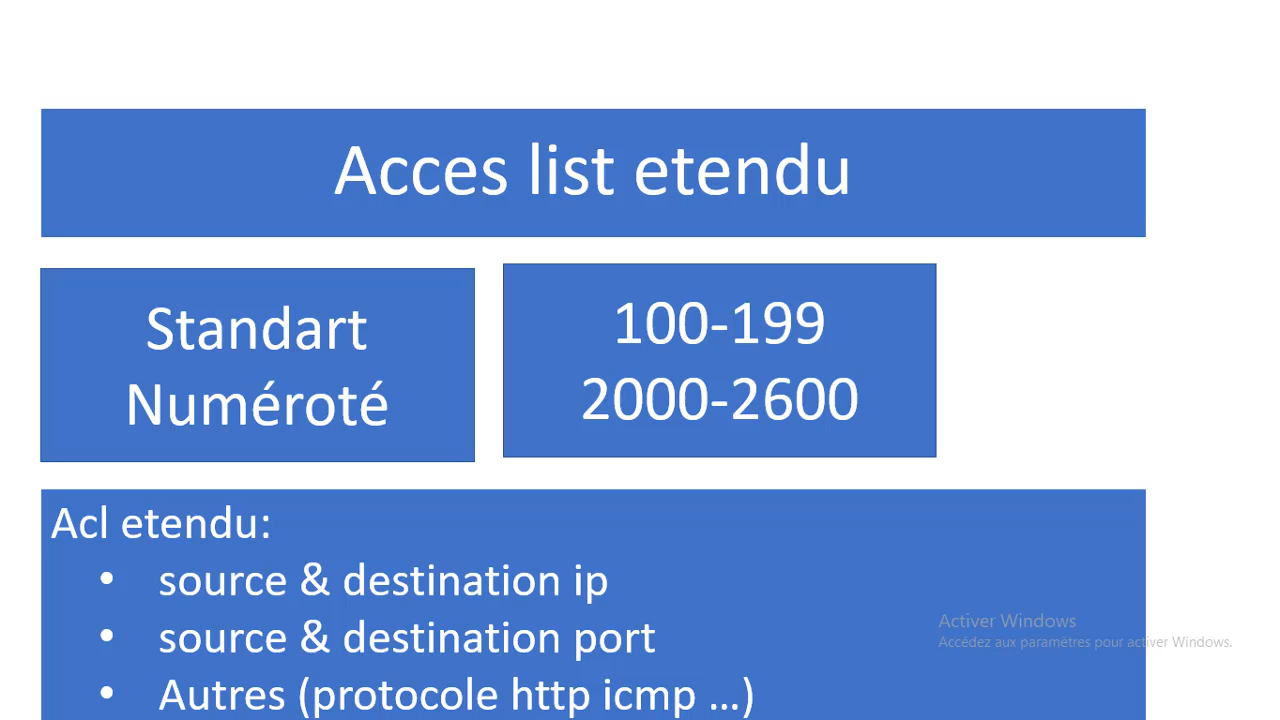 Acces list etendu
Standart
Numéroté
100-199
2000-2600
Acl etendu:
• source & destination ip
• source & destination port
• Autres (protocole http icmp ...)
Activer Windows
Accédez aux paramètres pour activer Windows.